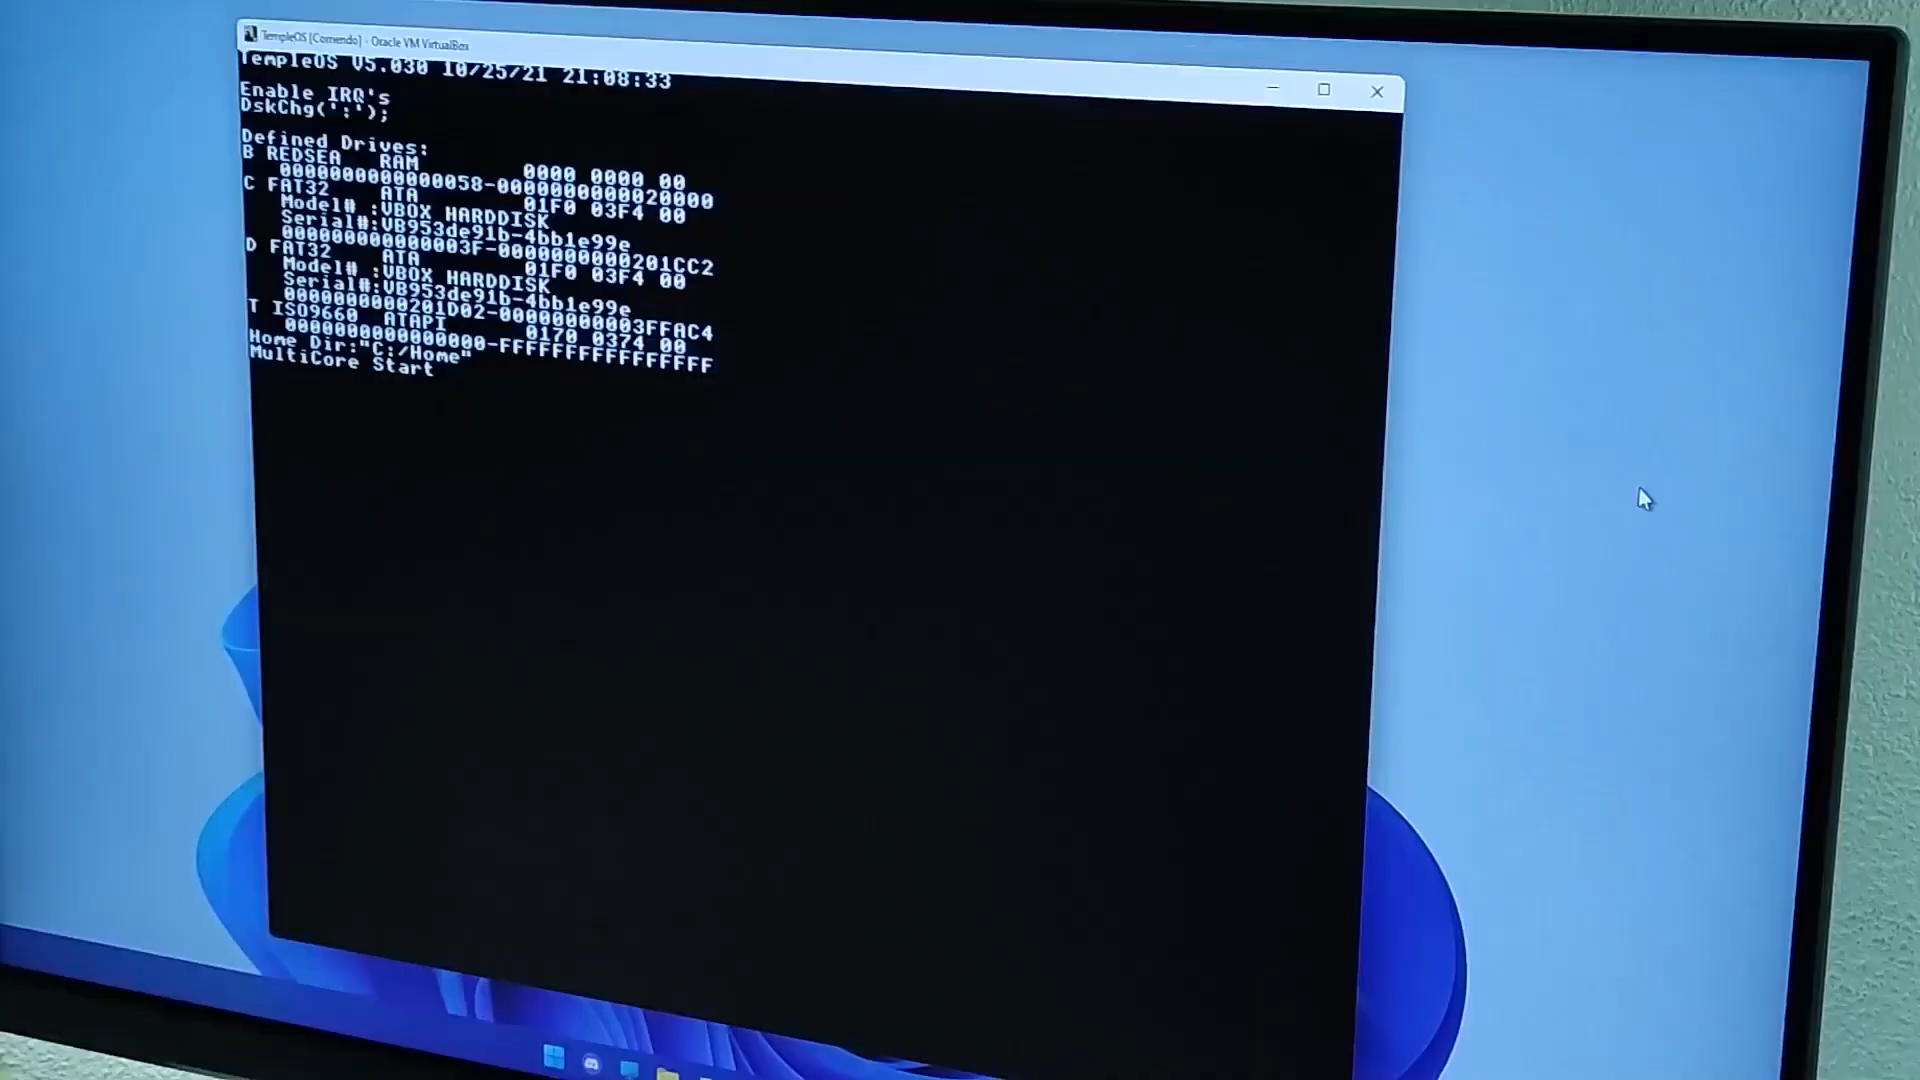 TempleOS [Corriendo] - Oracle VM VirtualBox
TempleOS V5.030 10/25/21 21:08:33
Enable IRQ's
DskChg(':');
Defined Drives:
B REDSEA RAM 0000 0000 00
0000000000000058-0000000000020000
C FAT32 ATA 01F0 03F4 00
Model# :VBOX HARDDISK
Serial#:VB953de91b-4bb1e99e
000000000000003F-0000000000201CC2
D FAT32 ATA 01F0 03F4 00
Model# :VBOX HARDDISK
Serial#:VB953de91b-4bb1e99e
0000000000201D02-00000000003FFAC4
T ISO9660 ATAPI 0170 0374 00
0000000000000000-FFFFFFFFFFFFFFFF
Home Dir:"C:/Home"
MultiCore Start